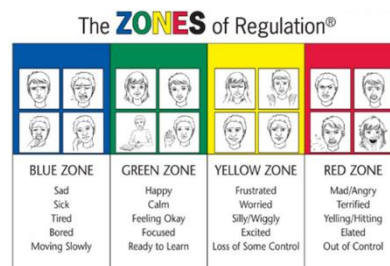 The ZONES of Regulation®
BLUE ZONE
Sad
Sick
Tired
Bored
Moving Slowly
GREEN ZONE
Happy
Calm
Feeling Okay
Focused
Ready to Learn
YELLOW ZONE
Frustrated
Worried
Silly/Wiggly
Excited
Loss of Some Control
RED ZONE
Mad/Angry
Terrified
Yelling/Hitting
Elated
Out of Control